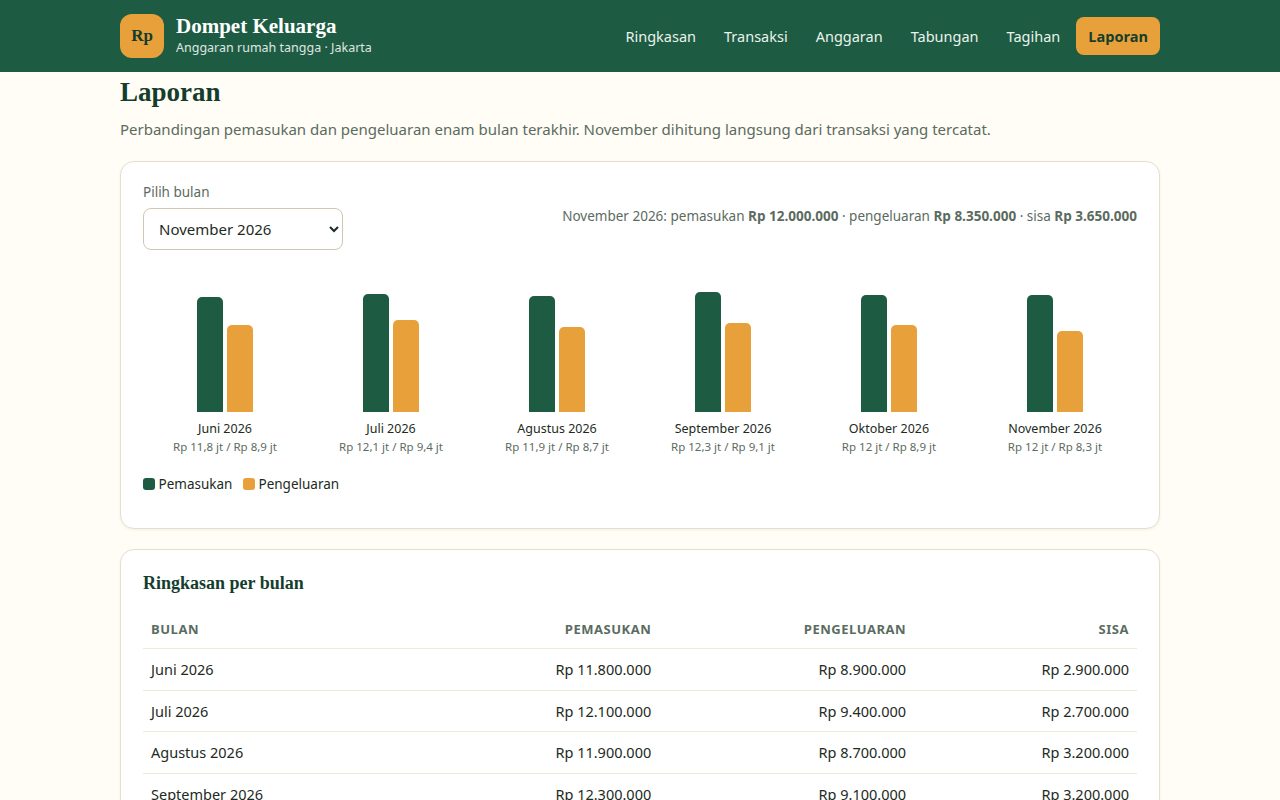 Rp
Dompet Keluarga
Anggaran rumah tangga · Jakarta
Ringkasan Transaksi Anggaran Tabungan Tagihan Laporan
Laporan
Perbandingan pemasukan dan pengeluaran enam bulan terakhir. November dihitung langsung dari transaksi yang tercatat.
Pilih bulan
November 2026
November 2026: pemasukan Rp 12.000.000 · pengeluaran Rp 8.350.000 · sisa Rp 3.650.000
Juni 2026 Juli 2026 Agustus 2026 September 2026 Oktober 2026 November 2026
Rp 11,8 jt / Rp 8,9 jt Rp 12,1 jt / Rp 9,4 jt Rp 11,9 jt / Rp 8,7 jt Rp 12,3 jt / Rp 9,1 jt Rp 12 jt / Rp 8,9 jt Rp 12 jt / Rp 8,3 jt
Pemasukan Pengeluaran
Ringkasan per bulan
BULAN PEMASUKAN PENGELUARAN SISA
Juni 2026 Rp 11.800.000 Rp 8.900.000 Rp 2.900.000
Juli 2026 Rp 12.100.000 Rp 9.400.000 Rp 2.700.000
Agustus 2026 Rp 11.900.000 Rp 8.700.000 Rp 3.200.000
September 2026 Rp 12.300.000 Rp 9.100.000 Rp 3.200.000